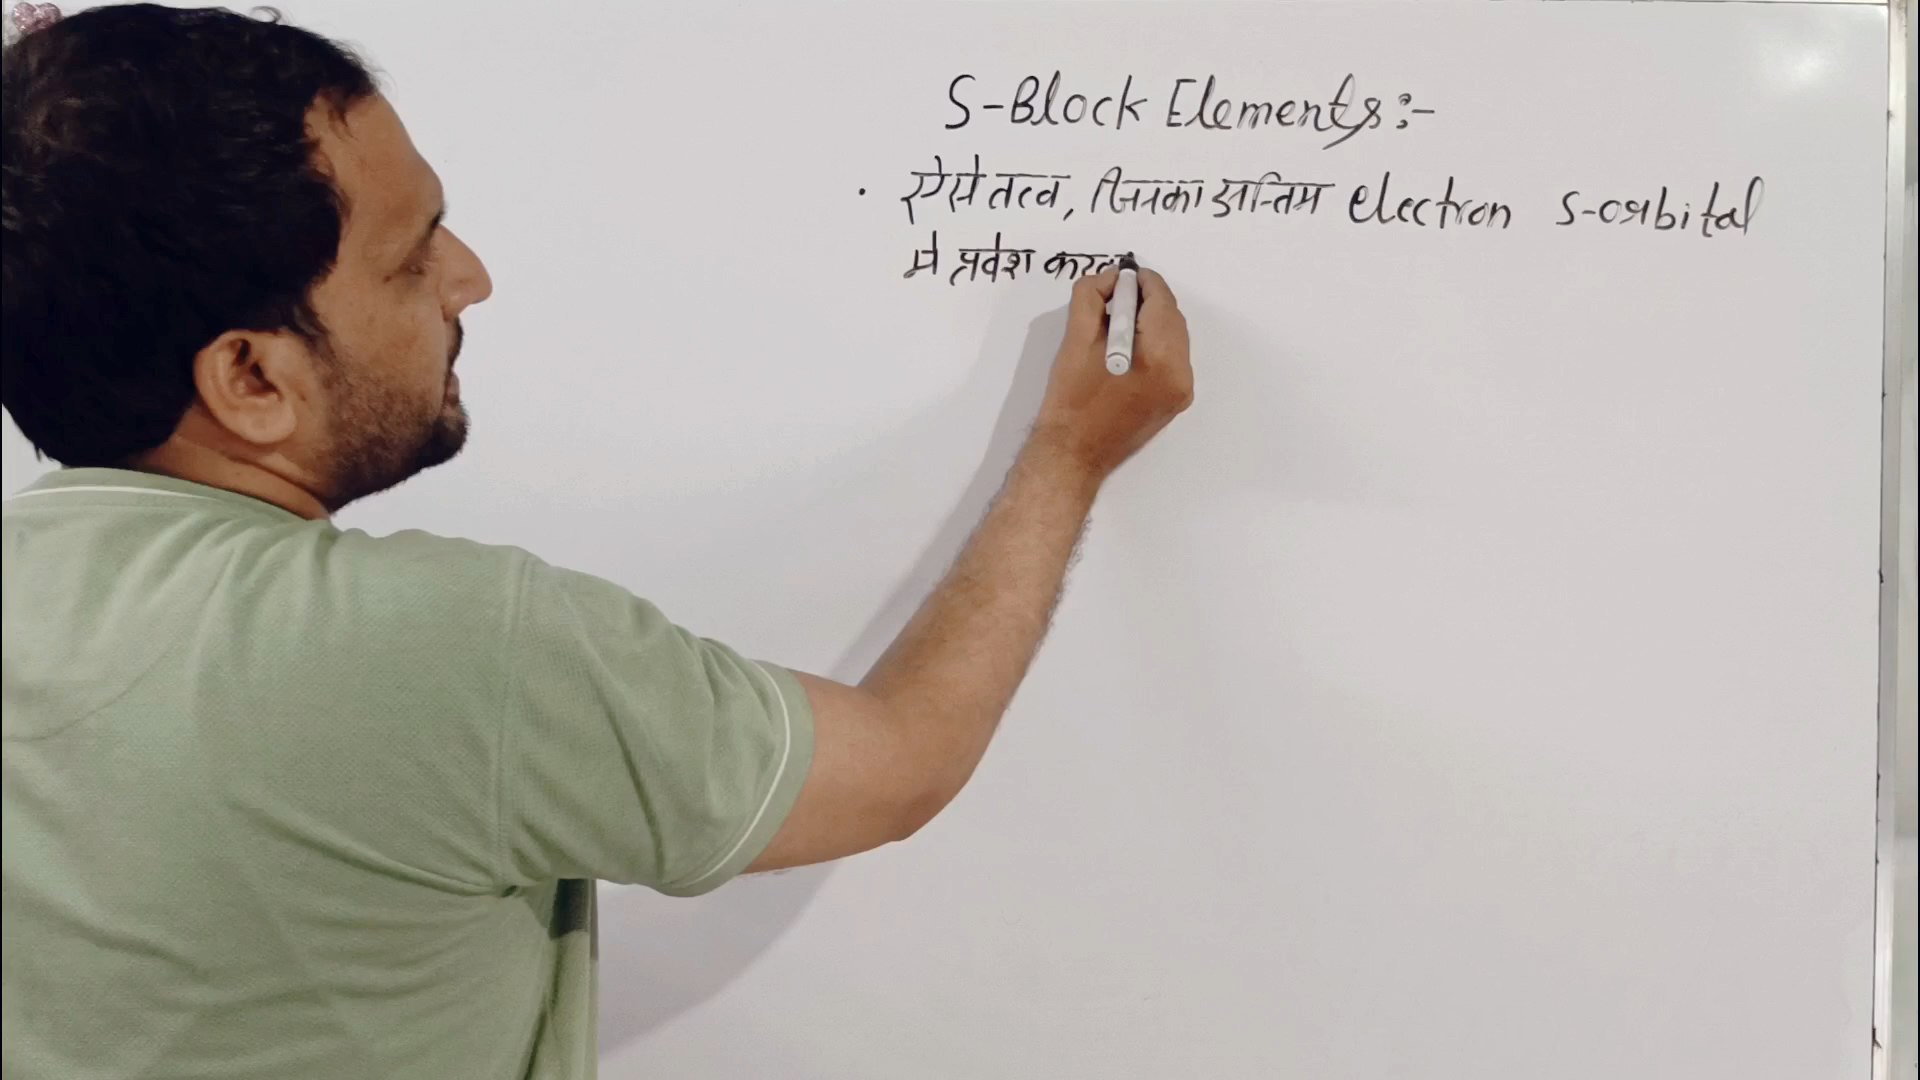 S-Block Elements:-
• ऐसे तत्व, जिनका अन्तिम electron s-orbital
मे प्रवेश करता